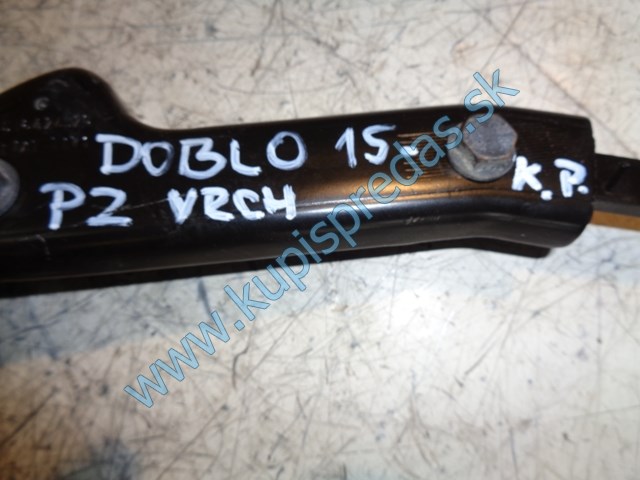 DOBLO 15-
PZ VRCH
K.P.
www.kupispredas.sk